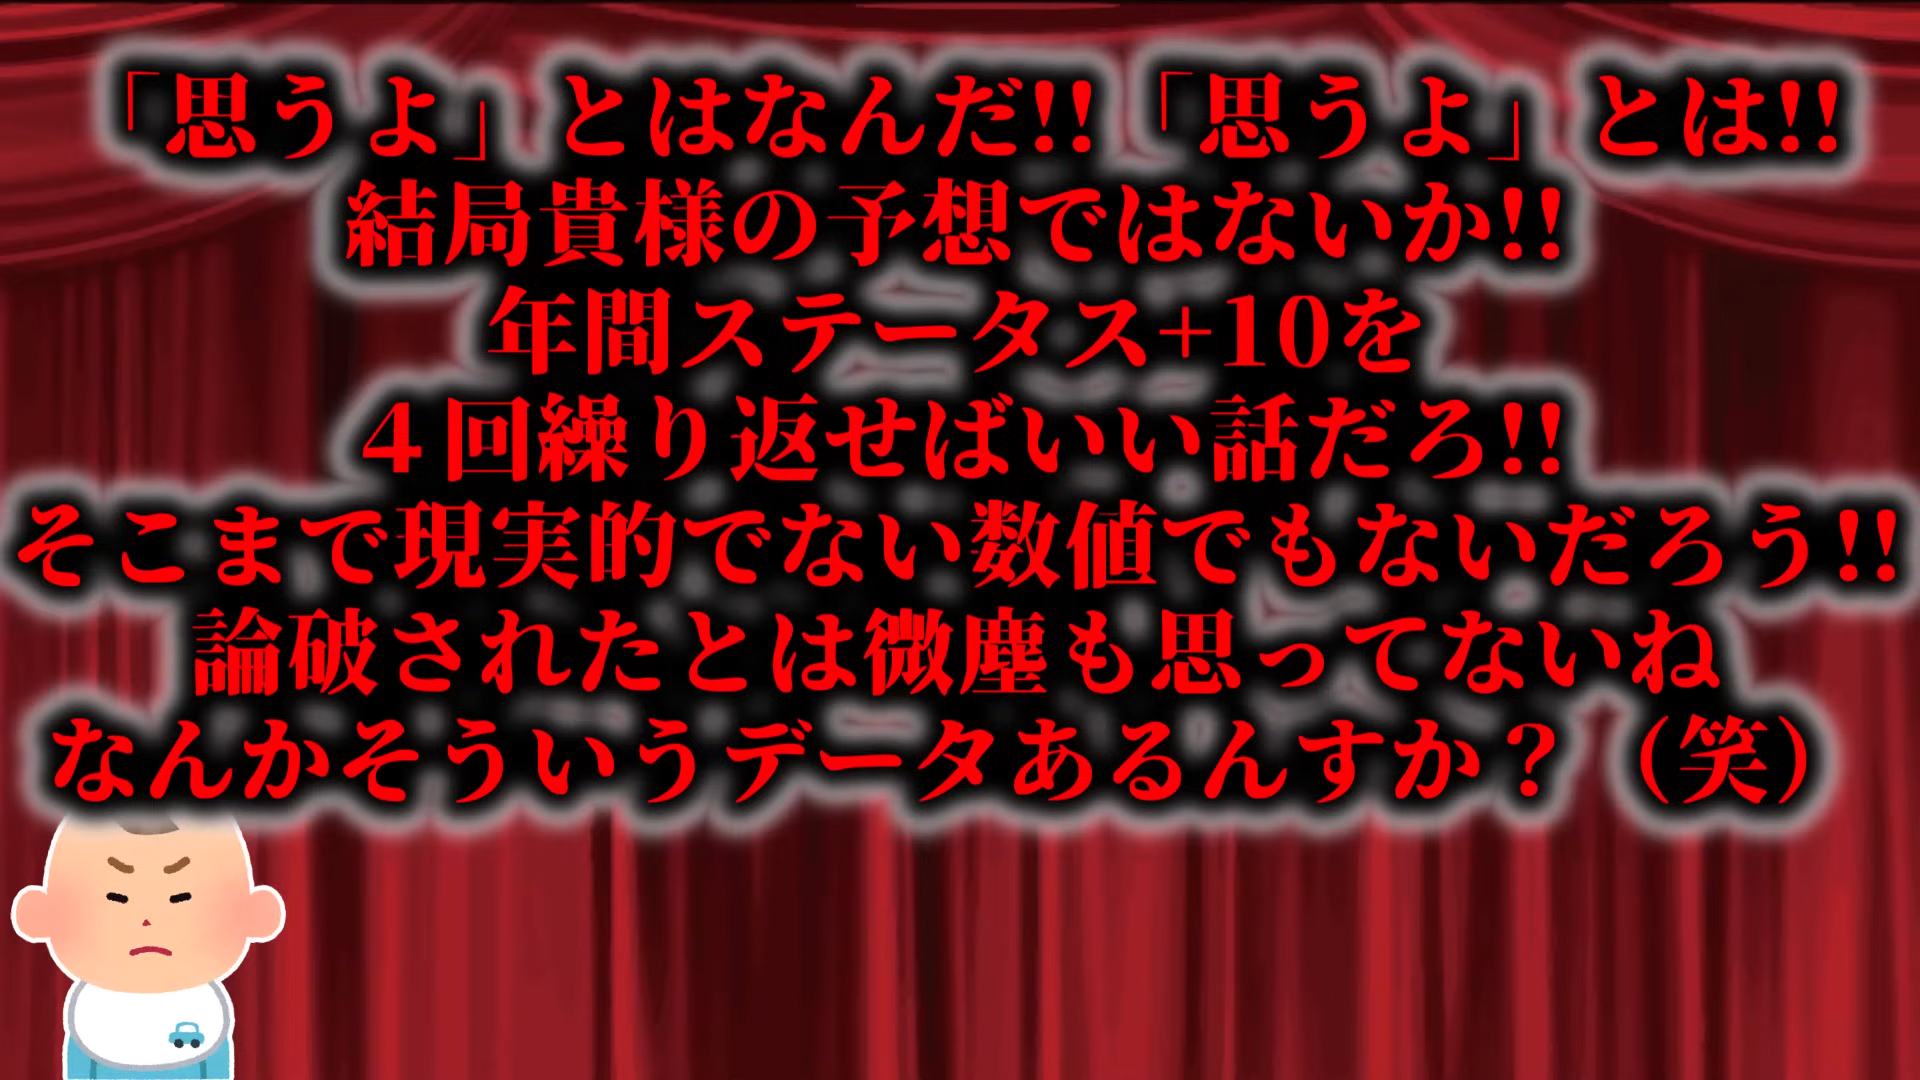 「思うよ」とはなんだ!!「思うよ」とは!!
結局貴様の予想ではないか!!
年間ステータス+10を
４回繰り返せばいい話だろ!!
そこまで現実的でない数値でもないだろう!!
論破されたとは微塵も思ってないね
なんかそういうデータあるんすか？（笑）